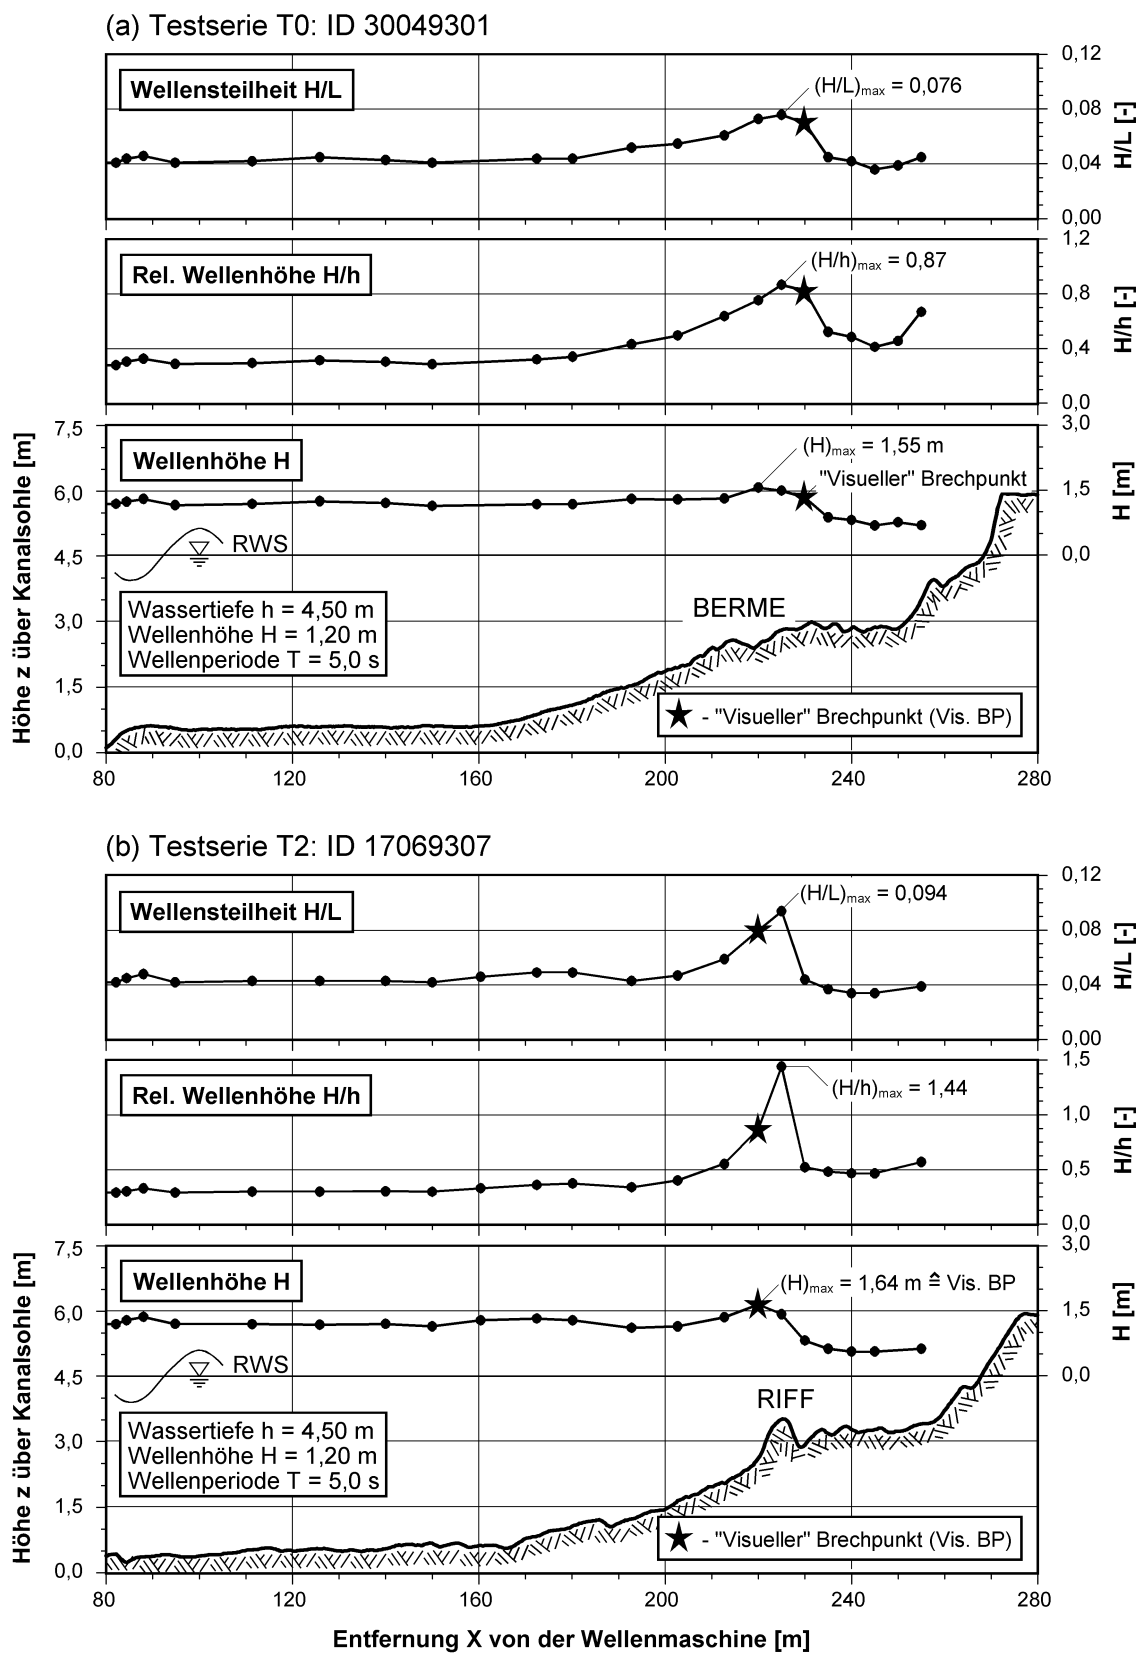 (a) Testserie T0: ID 30049301
Wellensteilheit H/L
(H/L)max = 0,076
0,12
0,08
0,04
0,00
H/L [-]
Rel. Wellenhöhe H/h
(H/h)max = 0,87
1,2
0,8
0,4
0,0
H/h [-]
Wellenhöhe H
(H)max = 1,55 m
"Visueller" Brechpunkt
3,0
1,5
0,0
H [m]
7,5
6,0
4,5
3,0
1,5
0,0
Höhe z über Kanalsohle [m]
RWS
Wassertiefe h = 4,50 m
Wellenhöhe H = 1,20 m
Wellenperiode T = 5,0 s
BERME
- "Visueller" Brechpunkt (Vis. BP)
80 120 160 200 240 280
(b) Testserie T2: ID 17069307
Wellensteilheit H/L
(H/L)max = 0,094
0,12
0,08
0,04
0,00
H/L [-]
Rel. Wellenhöhe H/h
(H/h)max = 1,44
1,5
1,0
0,5
0,0
H/h [-]
Wellenhöhe H
(H)max = 1,64 m ≙ Vis. BP
3,0
1,5
0,0
H [m]
7,5
6,0
4,5
3,0
1,5
0,0
Höhe z über Kanalsohle [m]
RWS
Wassertiefe h = 4,50 m
Wellenhöhe H = 1,20 m
Wellenperiode T = 5,0 s
RIFF
- "Visueller" Brechpunkt (Vis. BP)
80 120 160 200 240 280
Entfernung X von der Wellenmaschine [m]